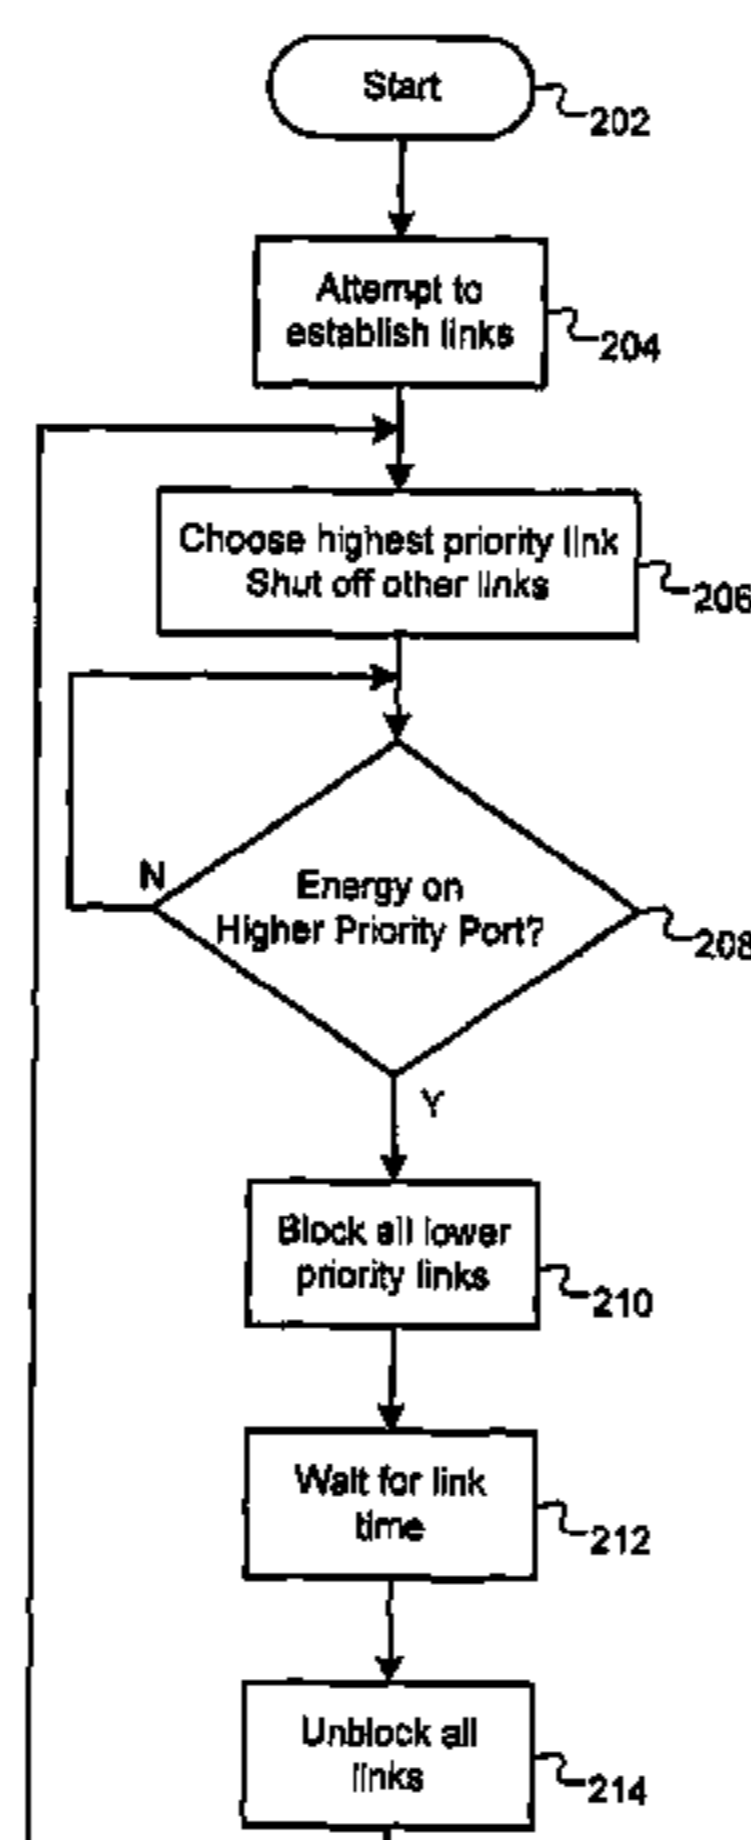 Start
202
Attempt to
establish links
204
Choose highest priority link
Shut off other links
206
N
Energy on
Higher Priority Port?
208
Y
Block all lower
priority links
210
Wait for link
time
212
Unblock all
links
214